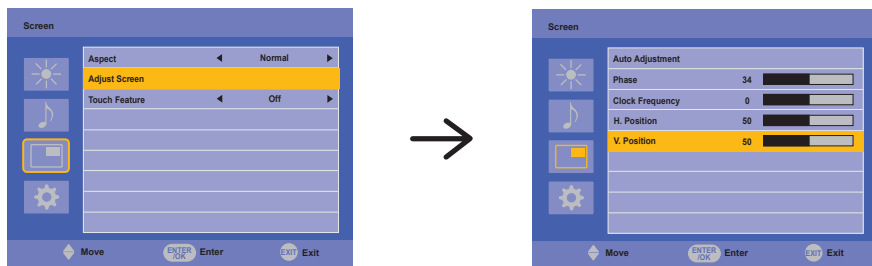 Screen
Aspect Normal
Adjust Screen
Touch Feature Off
Move ENTER /OK Enter EXIT Exit
Screen
Auto Adjustment
Phase 34
Clock Frequency 0
H. Position 50
V. Position 50
Move ENTER /OK Enter EXIT Exit